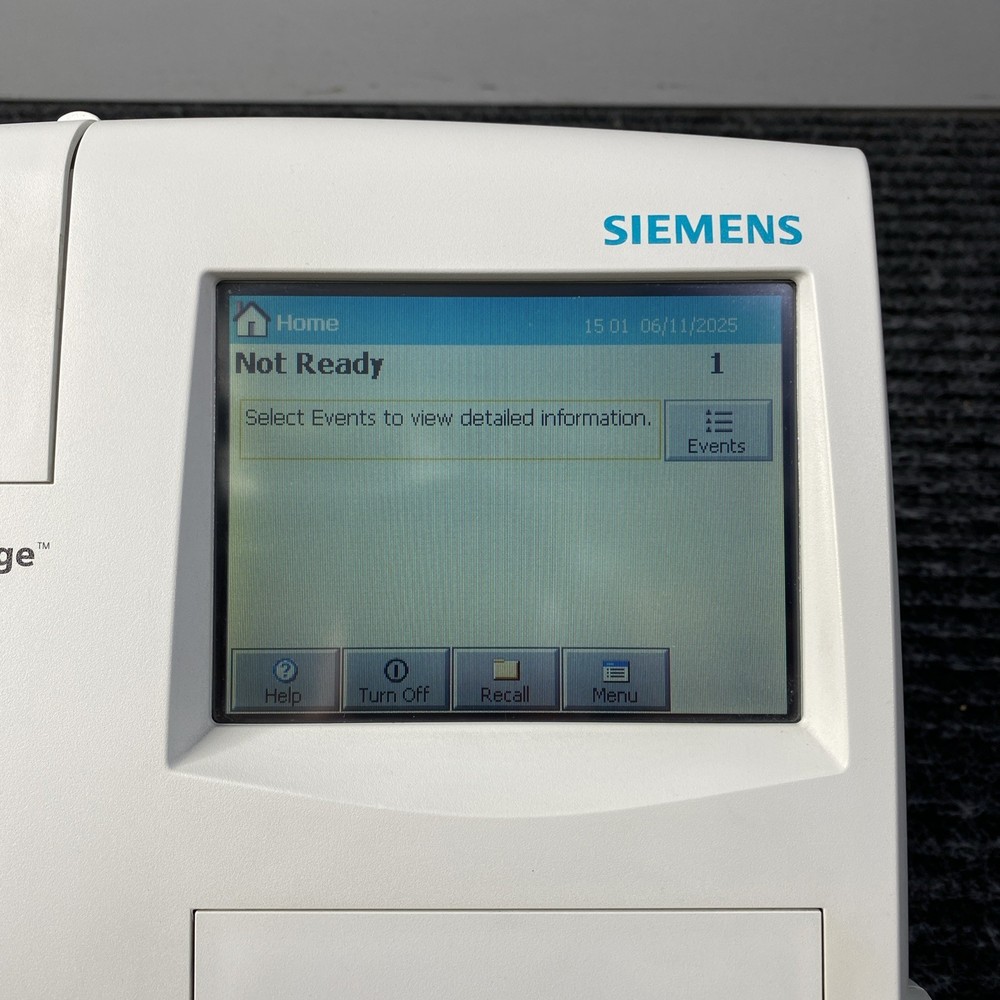 SIEMENS
Home 15 01 06/11/2025
Not Ready 1
Select Events to view detailed information.
Events
ge™
Help Turn Off Recall Menu